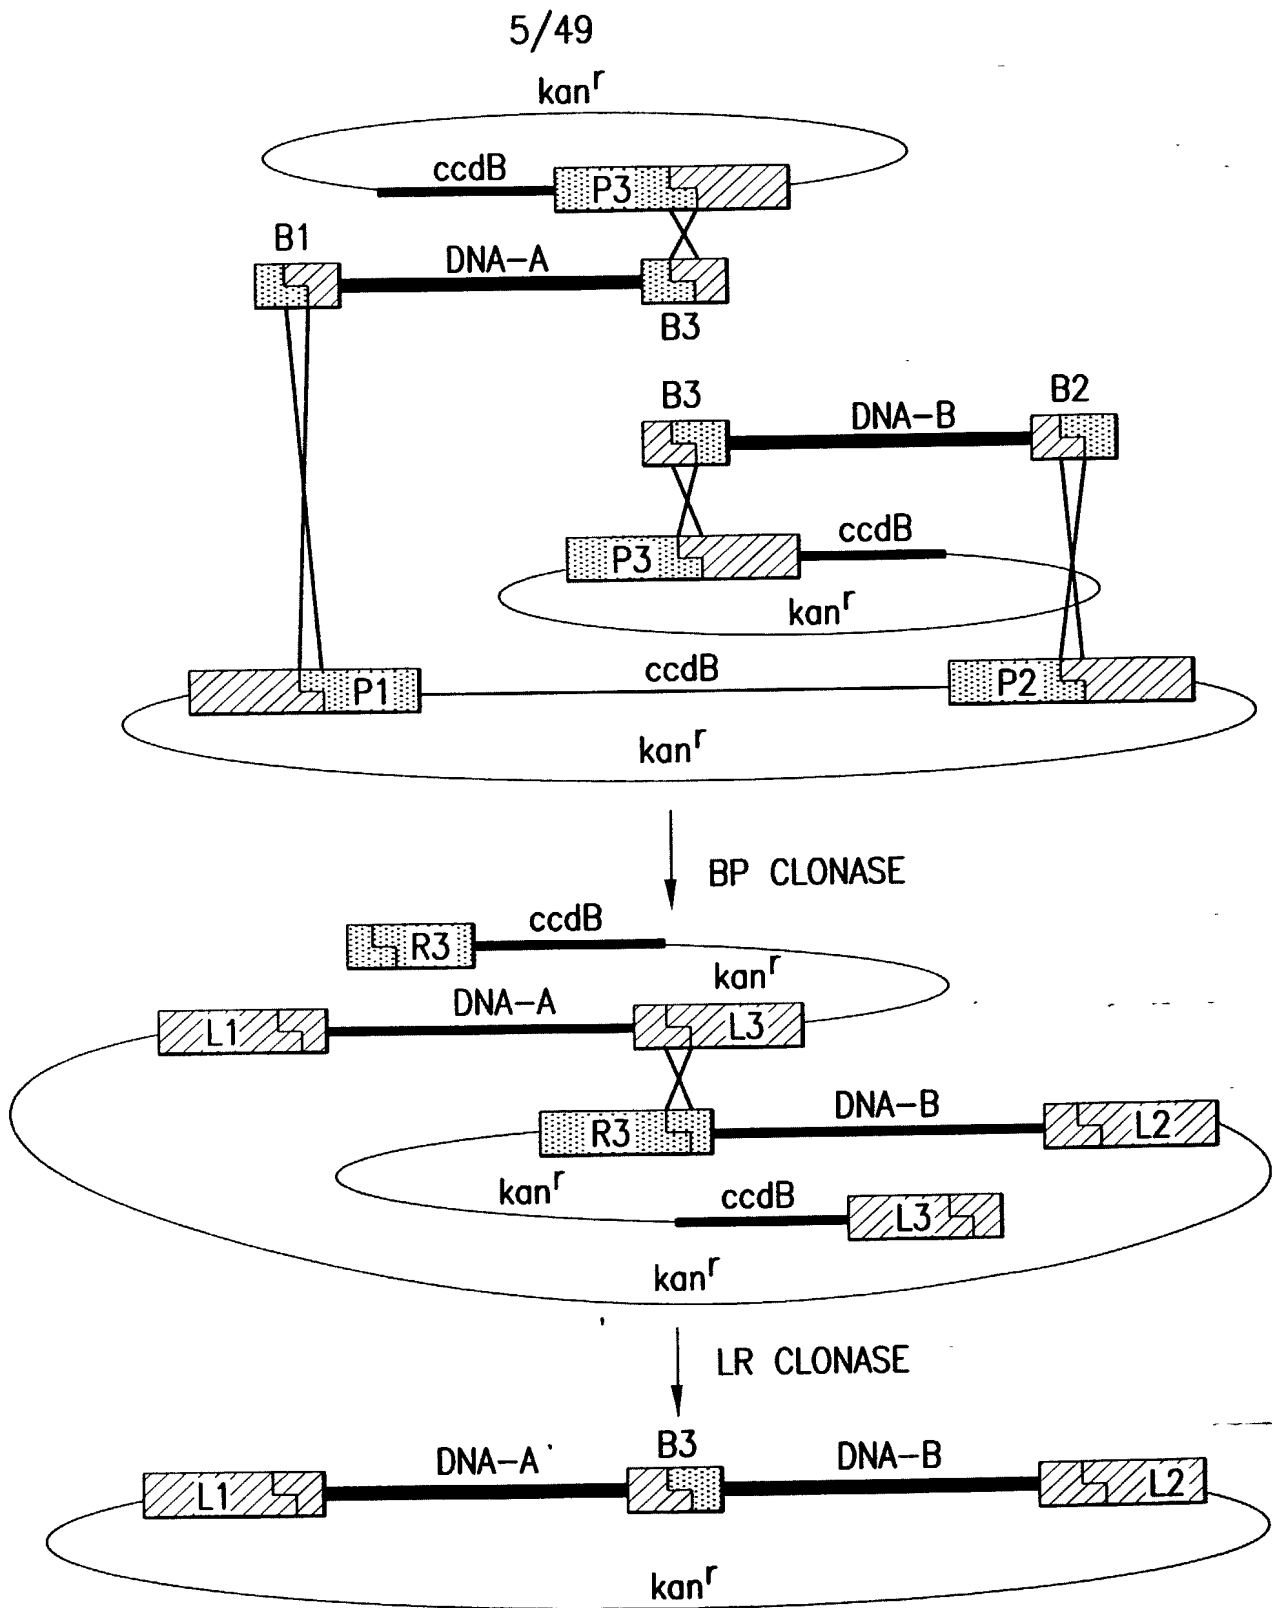 5/49
kanʳ
ccdB
P3
B1
DNA-A
B3
B3
DNA-B
B2
P3
ccdB
kanʳ
P1
ccdB
P2
kanʳ
BP CLONASE
R3
ccdB
kanʳ
L1
DNA-A
L3
R3
DNA-B
L2
kanʳ
ccdB
L3
kanʳ
LR CLONASE
L1
DNA-A
B3
DNA-B
L2
kanʳ